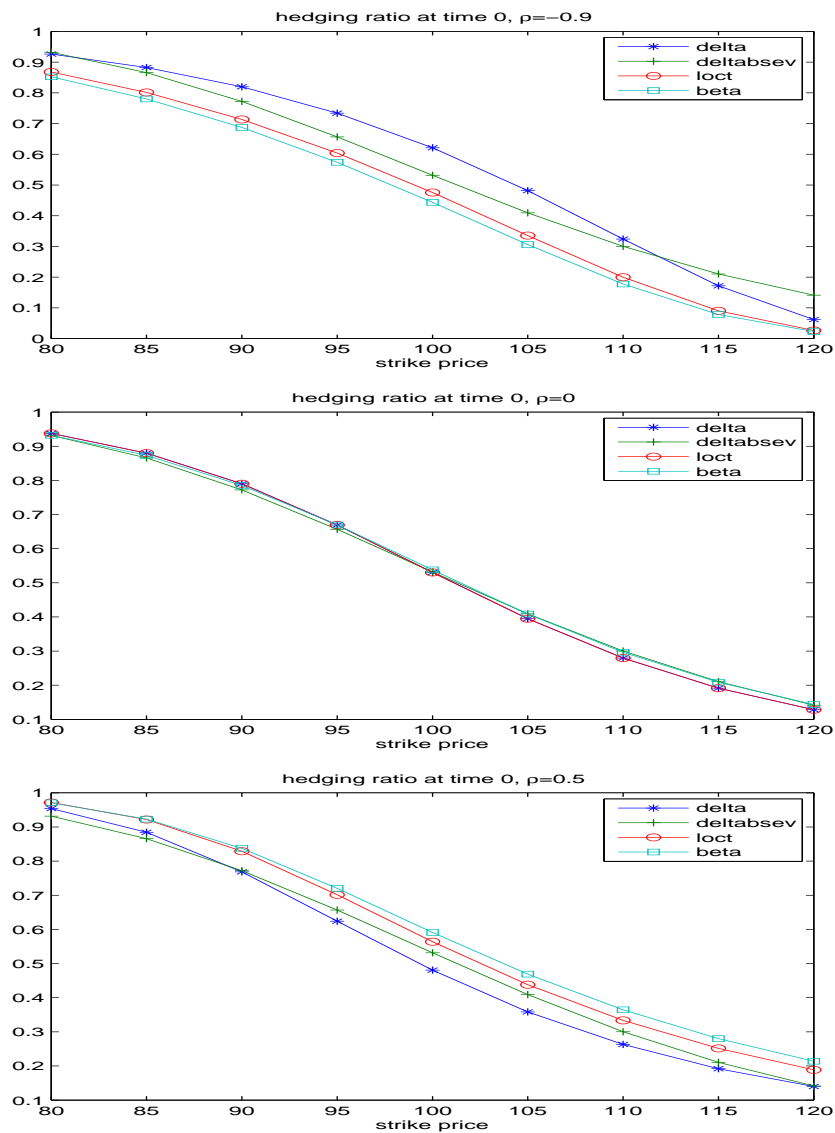 hedging ratio at time 0, ρ=−0.9
1
0.9
0.8
0.7
0.6
0.5
0.4
0.3
0.2
0.1
0
80 85 90 95 100 105 110 115 120
strike price
delta
deltabsev
loct
beta
hedging ratio at time 0, ρ=0
1
0.9
0.8
0.7
0.6
0.5
0.4
0.3
0.2
0.1
80 85 90 95 100 105 110 115 120
strike price
delta
deltabsev
loct
beta
hedging ratio at time 0, ρ=0.5
1
0.9
0.8
0.7
0.6
0.5
0.4
0.3
0.2
0.1
80 85 90 95 100 105 110 115 120
strike price
delta
deltabsev
loct
beta